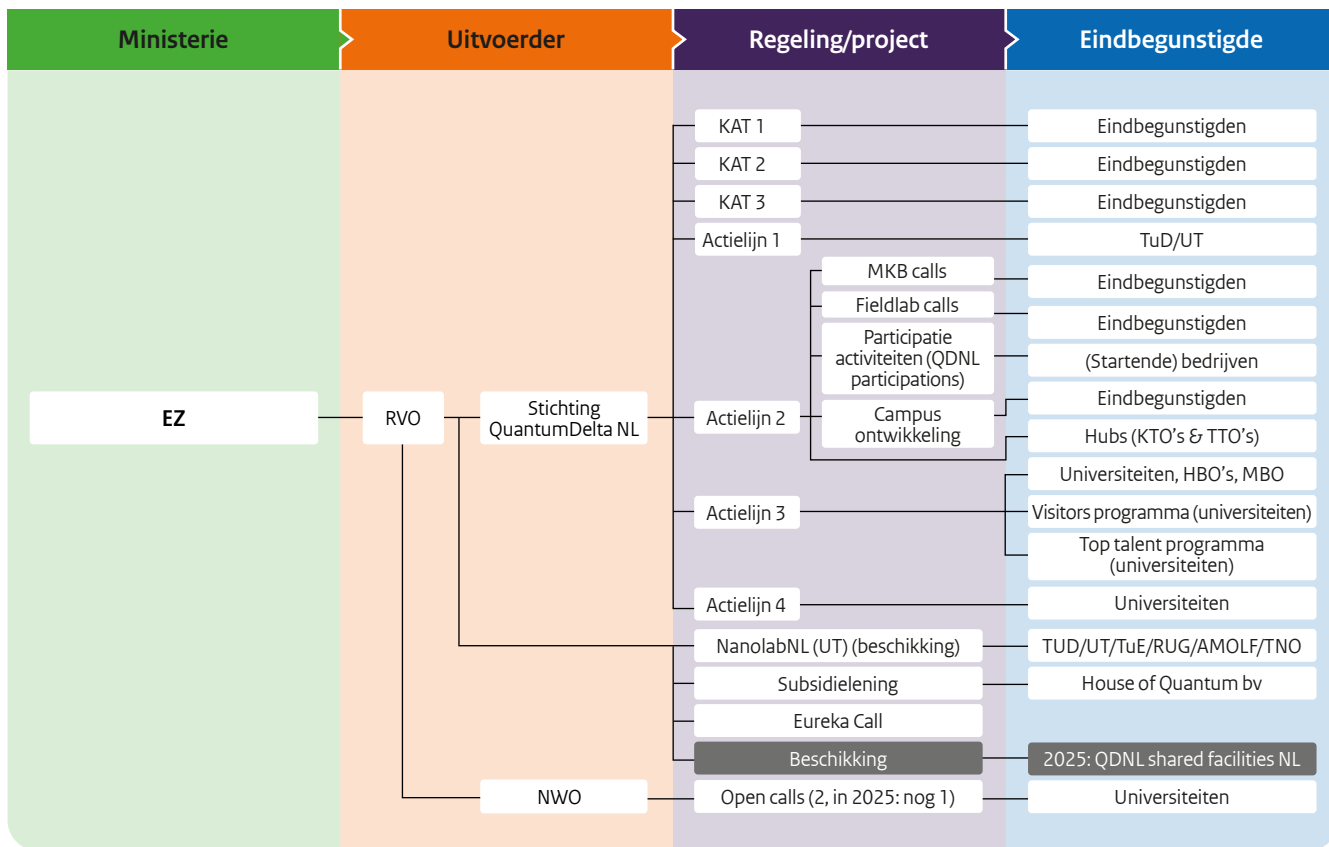 Ministerie
Uitvoerder
Regeling/project
Eindbegunstigde
KAT 1
Eindbegunstigden
KAT 2
Eindbegunstigden
KAT 3
Eindbegunstigden
Actielijn 1
TuD/UT
MKB calls
Eindbegunstigden
Fieldlab calls
Eindbegunstigden
Participatie
activiteiten (QDNL
participations)
(Startende) bedrijven
EZ
RVO
Stichting
QuantumDelta NL
Actielijn 2
Campus
ontwikkeling
Eindbegunstigden
Hubs (KTO's & TTO's)
Universiteiten, HBO's, MBO
Actielijn 3
Visitors programma (universiteiten)
Top talent programma
(universiteiten)
Actielijn 4
Universiteiten
NanolabNL (UT) (beschikking)
TUD/UT/TuE/RUG/AMOLF/TNO
Subsidielening
House of Quantum bv
Eureka Call
Beschikking
2025: QDNL shared facilities NL
NWO
Open calls (2, in 2025: nog 1)
Universiteiten